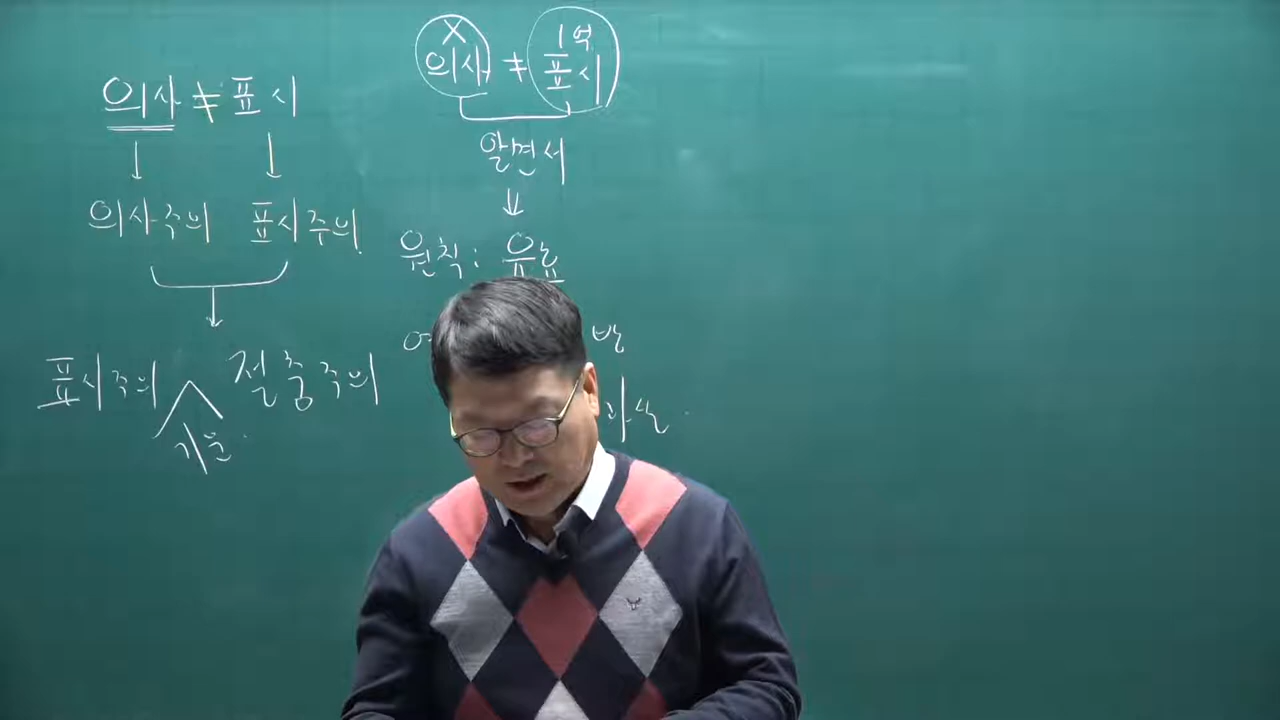 의사 ≠ 표시
↓ ↓
의사주의 표시주의
↓
표시주의 절충주의
기준
X 1억
의사 ≠ 표시
알면서
↓
원칙: 유효